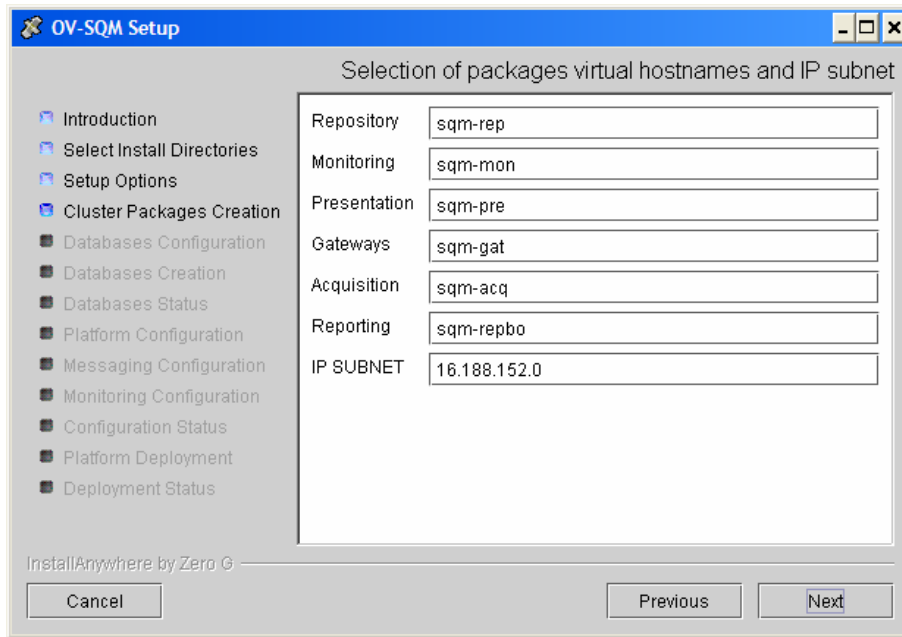 OV-SQM Setup
Selection of packages virtual hostnames and IP subnet
Introduction
Select Install Directories
Setup Options
Cluster Packages Creation
Databases Configuration
Databases Creation
Databases Status
Platform Configuration
Messaging Configuration
Monitoring Configuration
Configuration Status
Platform Deployment
Deployment Status
Repository sqm-rep
Monitoring sqm-mon
Presentation sqm-pre
Gateways sqm-gat
Acquisition sqm-acq
Reporting sqm-repbo
IP SUBNET 16.188.152.0
InstallAnywhere by Zero G
Cancel Previous Next